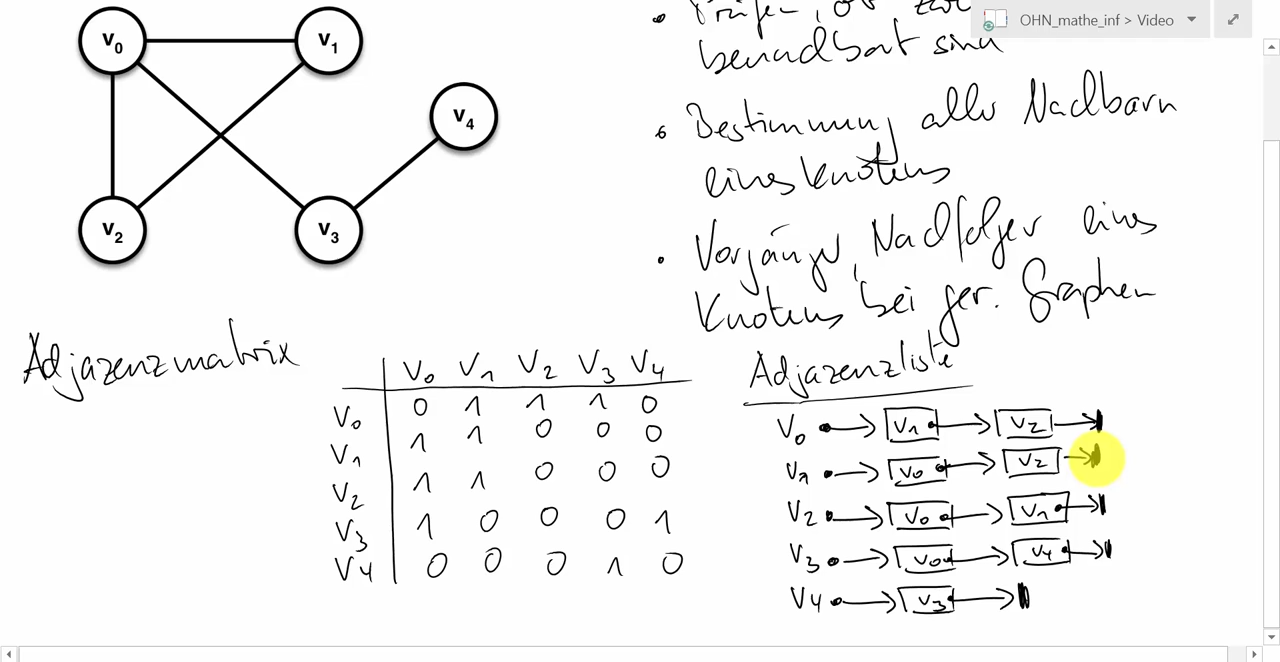 OHN_mathe_inf > Video
v0
v1
v4
v2
v3
benachbart sind
Bestimmung aller Nachbarn
eines Knotens
Vorgänger, Nachfolger eines
Knotens bei ger. Graphen
Adjazenzmatrix
V0 V1 V2 V3 V4
V0 0 1 1 1 0
V1 1 1 0 0 0
V2 1 1 0 0 0
V3 1 0 0 0 1
V4 0 0 0 1 0
Adjazenzliste
V0 V1 V2
V1 V0 V2
V2 V0 V1
V3 V0 V4
V4 V3